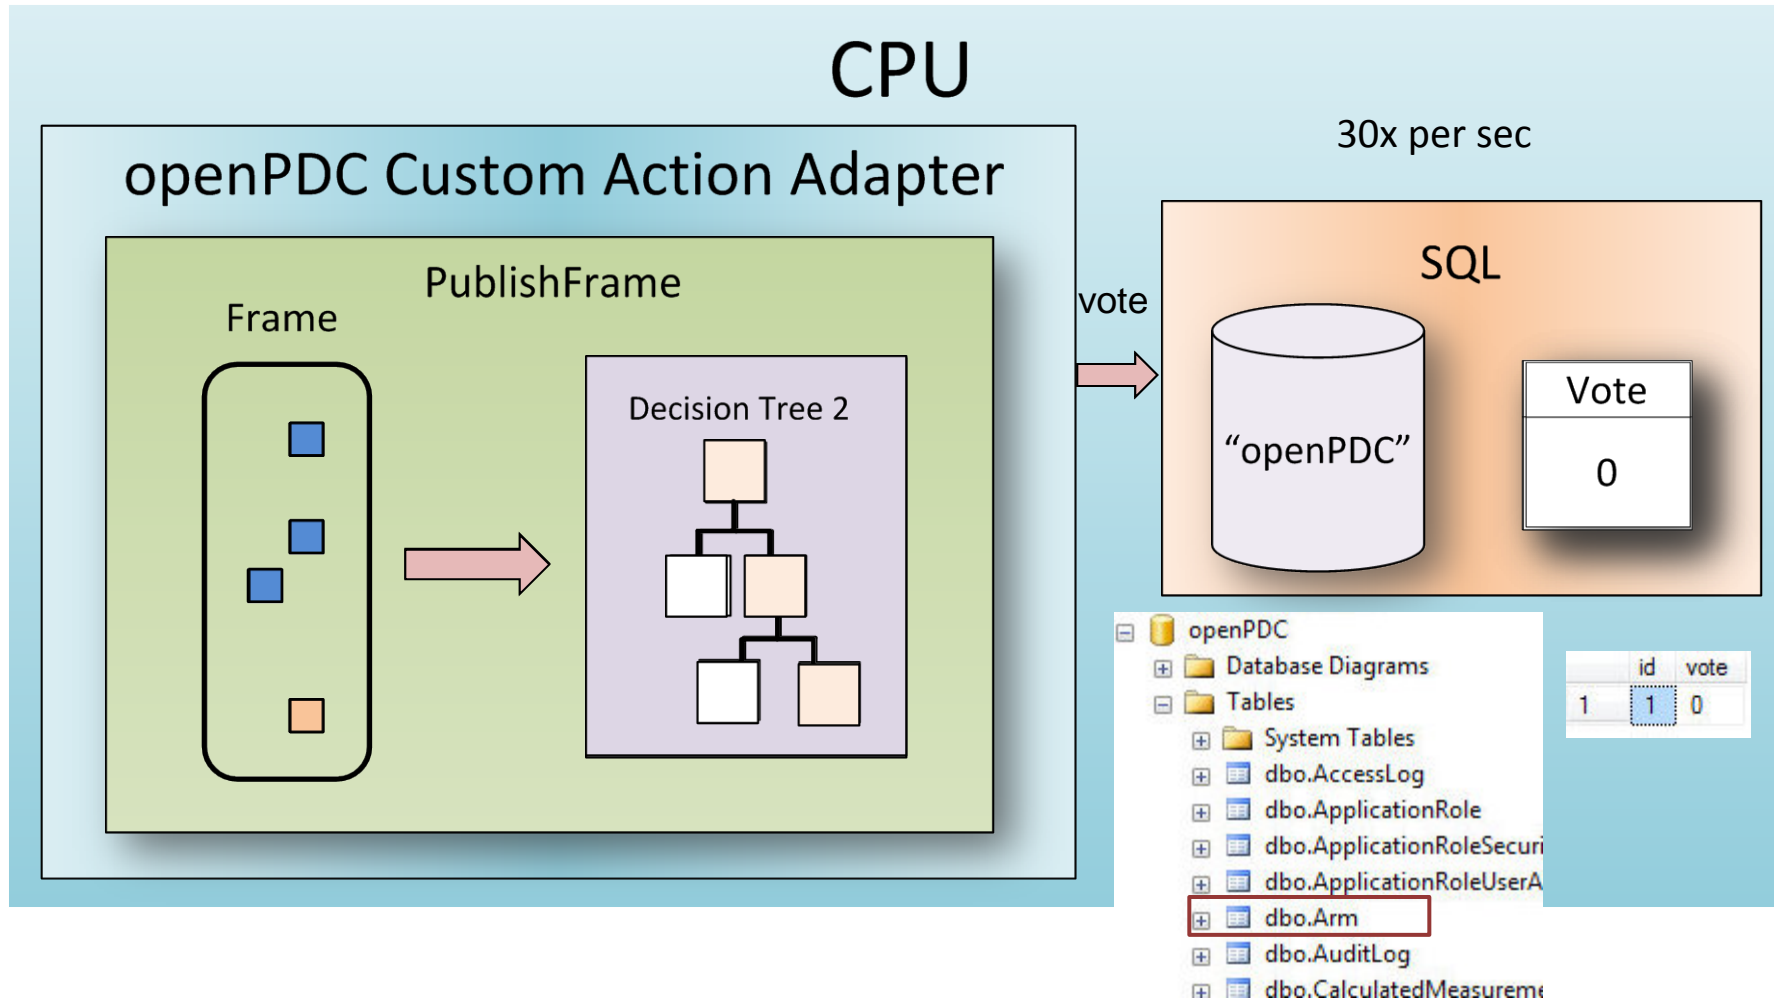 CPU
30x per sec
openPDC Custom Action Adapter
PublishFrame
Frame
Decision Tree 2
vote
SQL
“openPDC”
Vote
0
openPDC
Database Diagrams
Tables
System Tables
dbo.AccessLog
dbo.ApplicationRole
dbo.ApplicationRoleSecuri
dbo.ApplicationRoleUserA
dbo.Arm
dbo.AuditLog
dbo.CalculatedMeasureme
id vote
1 1 0